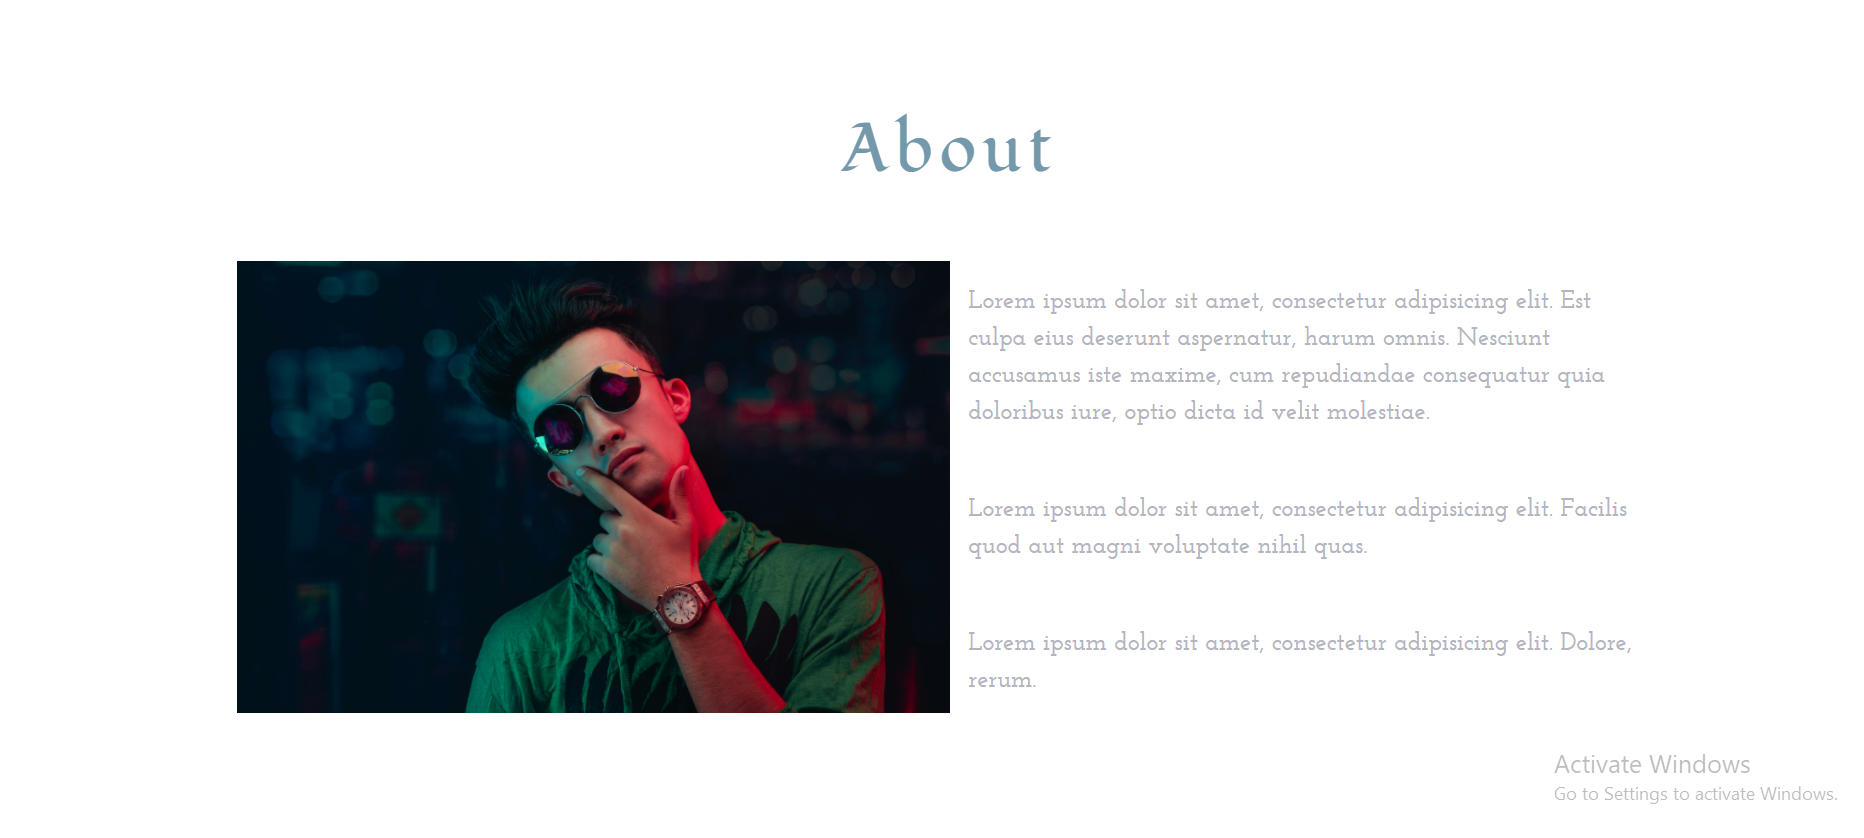 About
Lorem ipsum dolor sit amet, consectetur adipisicing elit. Est
culpa eius deserunt aspernatur, harum omnis. Nesciunt
accusamus iste maxime, cum repudiandae consequatur quia
doloribus iure, optio dicta id velit molestiae.
Lorem ipsum dolor sit amet, consectetur adipisicing elit. Facilis
quod aut magni voluptate nihil quas.
Lorem ipsum dolor sit amet, consectetur adipisicing elit. Dolore,
rerum.
Activate Windows
Go to Settings to activate Windows.